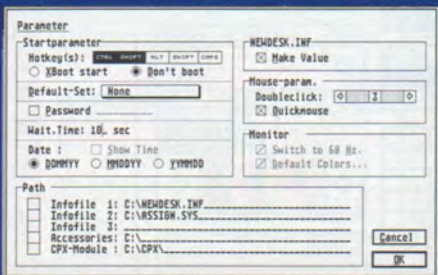 Parameter
Startparameter
Hotkey(s): CTRL SHIFT ALT SHIFT CAPS
XBoot start Don't boot
Default-Set: None
Password
Wait.Time: 10 sec
Date : Show Time
DDMMYY MMDDYY YYMMDD
NEWDESK.INF
Make Value
Mouse-param.
Doubleclick: 3
Quickmouse
Monitor
Switch to 60 Hz.
Default Colors...
Path
Infofile 1: C:\NEWDESK.INF
Infofile 2: C:\ASSIGN.SYS
Infofile 3:
Accessories: C:\
CPX-Module : C:\CPX\
Cancel
OK